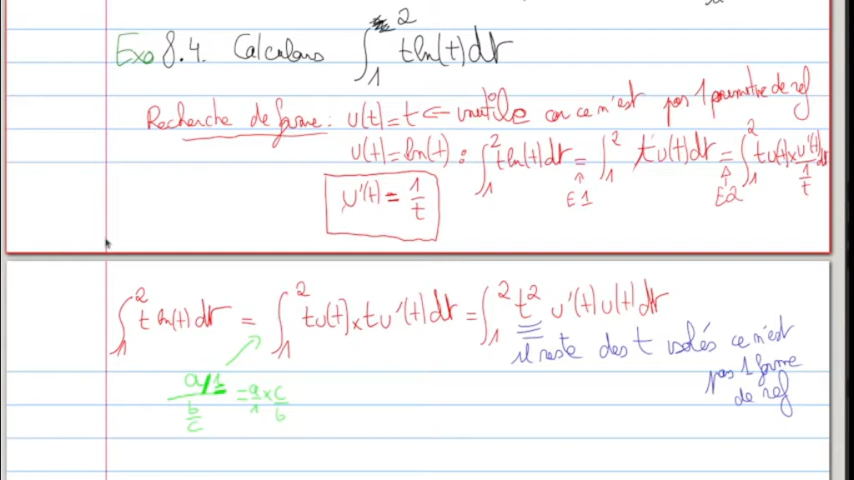 Exo 8.4. Calculons ∫₁² t ln(t) dt
Recherche de forme : u(t) = t ← inutile car ce n'est pas 1 primitive de ref
u(t) = ln(t) : ∫₁² t ln(t) dt = ∫₁² t u(t) dt = ∫₁² t u(t) × u'(t)/(1/t) dt
u'(t) = 1/t
E1 E2
∫₁² t ln(t) dt = ∫₁² t u(t) × t u'(t) dt = ∫₁² t² u'(t) u(t) dt
il reste des t isolés ce n'est
pas 1 forme
de ref
(a/1)/(b/c) = a/1 × c/b